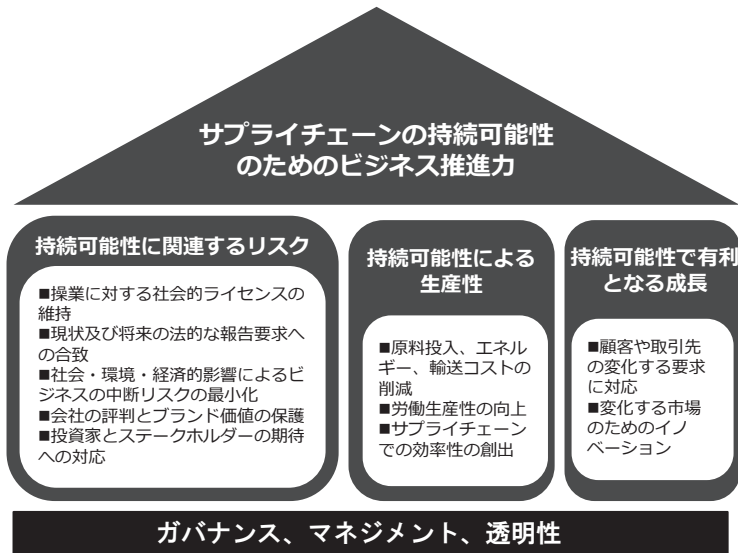 サプライチェーンの持続可能性
のためのビジネス推進力
持続可能性に関連するリスク
■操業に対する社会的ライセンスの
維持
■現状及び将来の法的な報告要求へ
の合致
■社会・環境・経済的影響によるビ
ジネスの中断リスクの最小化
■会社の評判とブランド価値の保護
■投資家とステークホルダーの期待
への対応
持続可能性による
生産性
■原料投入、エネル
ギー、輸送コストの
削減
■労働生産性の向上
■サプライチェーン
での効率性の創出
持続可能性で有利
となる成長
■顧客や取引先
の変化する要求
に対応
■変化する市場
のためのイノ
ベーション
ガバナンス、マネジメント、透明性